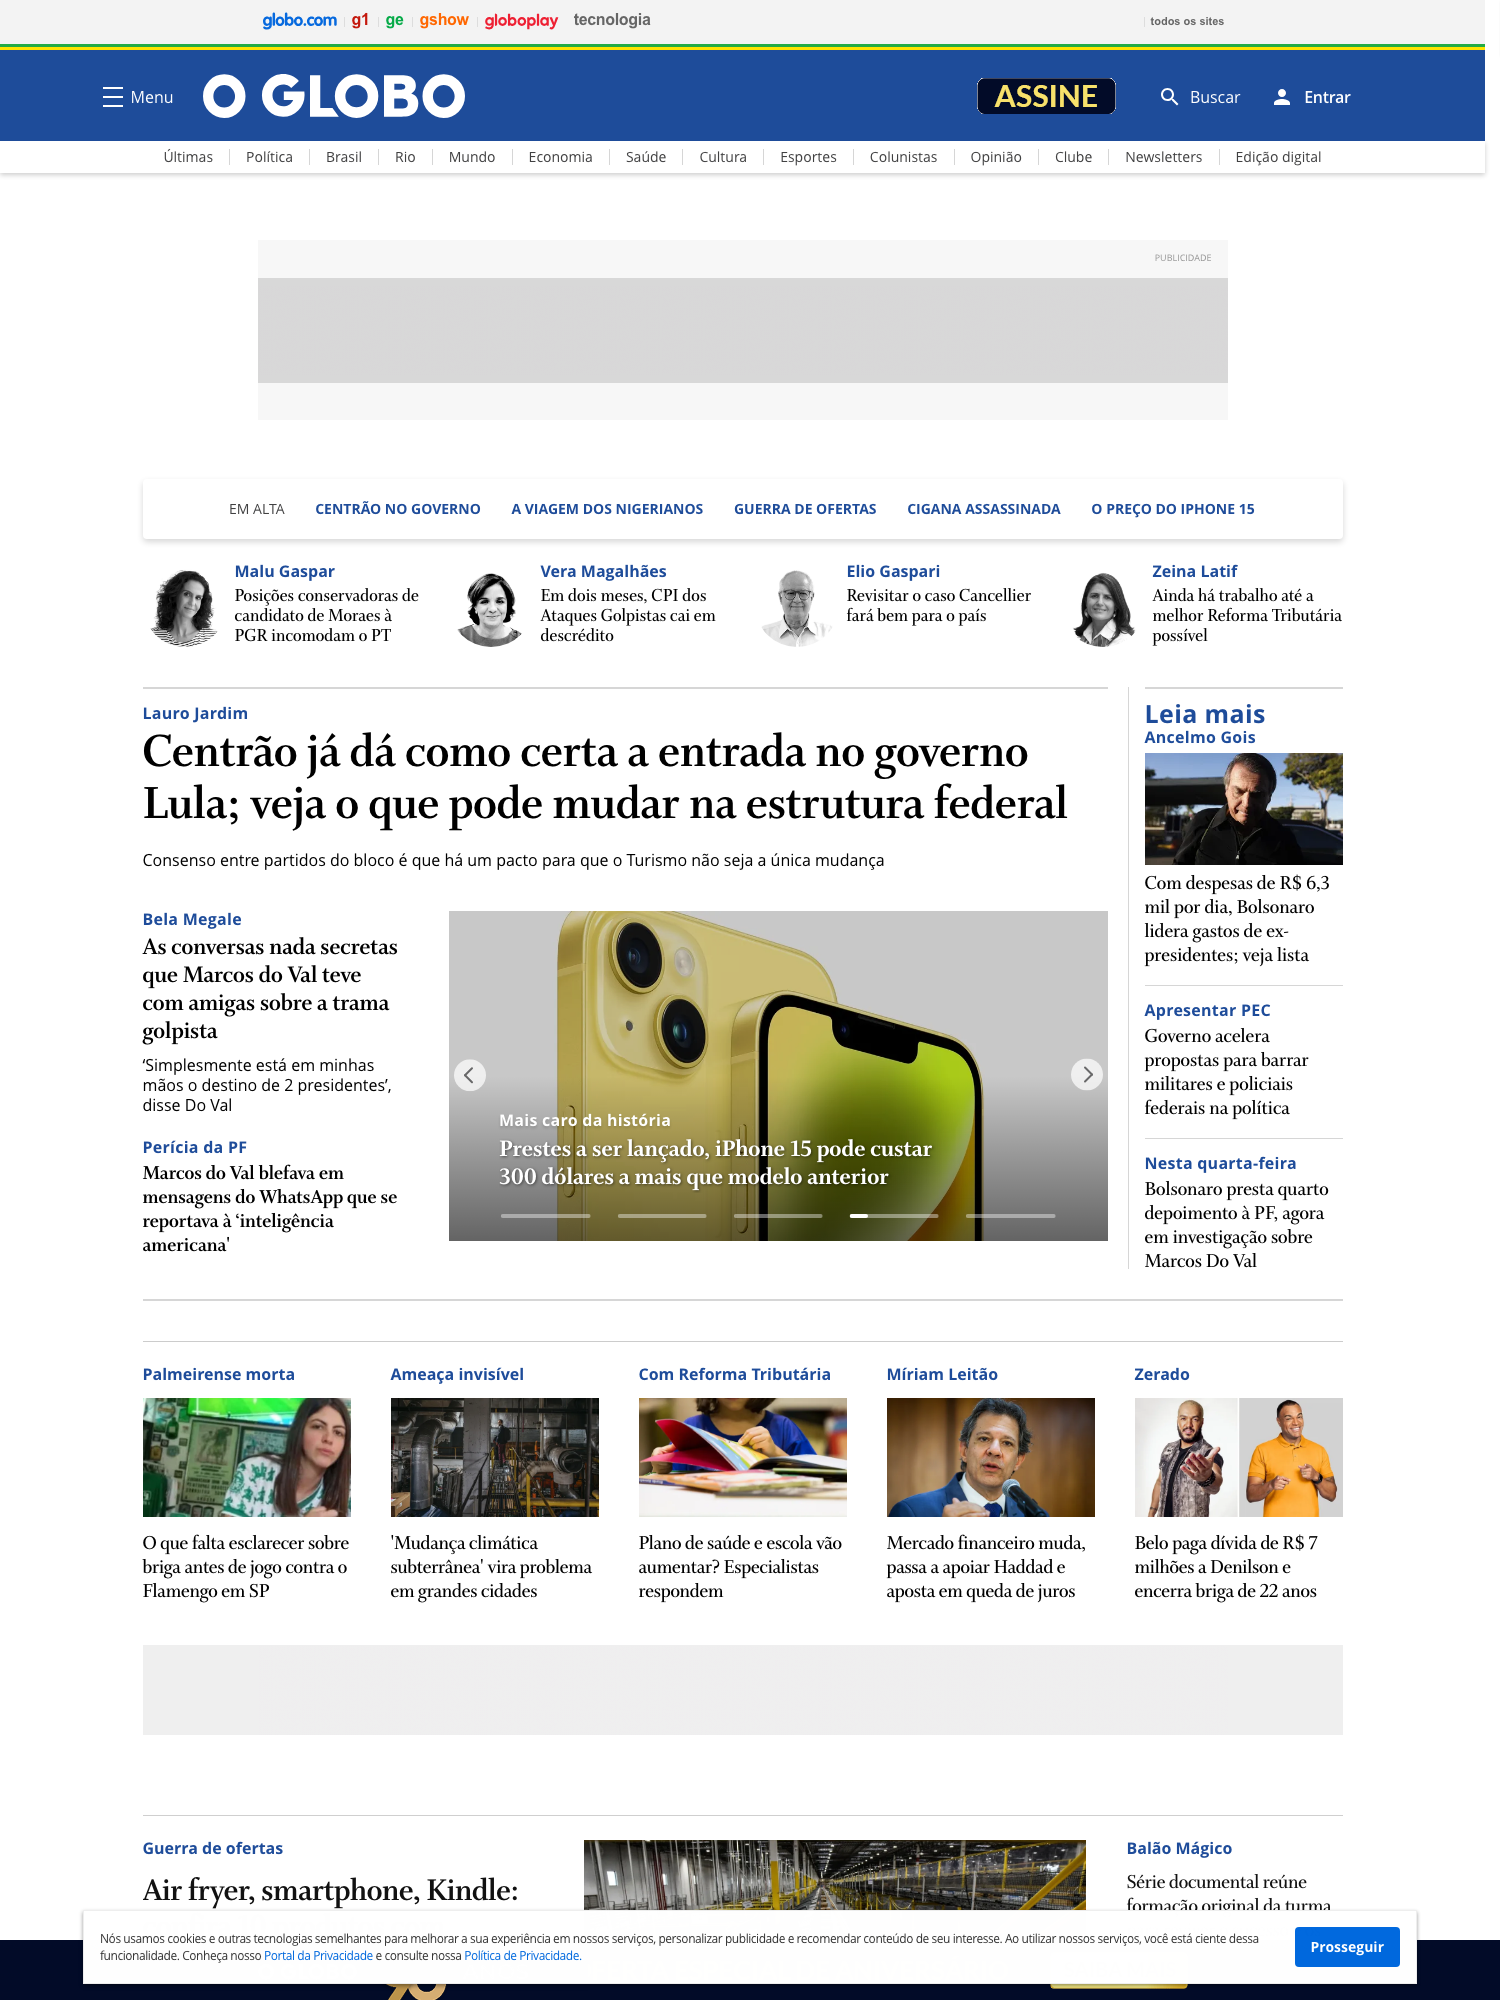 globo.com g1 ge gshow globoplay tecnologia todos os sites
Menu O GLOBO ASSINE Buscar Entrar
Últimas Política Brasil Rio Mundo Economia Saúde Cultura Esportes Colunistas Opinião Clube Newsletters Edição digital
PUBLICIDADE
EM ALTA CENTRÃO NO GOVERNO A VIAGEM DOS NIGERIANOS GUERRA DE OFERTAS CIGANA ASSASSINADA O PREÇO DO IPHONE 15
Malu Gaspar
Posições conservadoras de
candidato de Moraes à
PGR incomodam o PT
Vera Magalhães
Em dois meses, CPI dos
Ataques Golpistas cai em
descrédito
Elio Gaspari
Revisitar o caso Cancellier
fará bem para o país
Zeina Latif
Ainda há trabalho até a
melhor Reforma Tributária
possível
Lauro Jardim
Centrão já dá como certa a entrada no governo
Lula; veja o que pode mudar na estrutura federal
Consenso entre partidos do bloco é que há um pacto para que o Turismo não seja a única mudança
Bela Megale
As conversas nada secretas
que Marcos do Val teve
com amigas sobre a trama
golpista
‘Simplesmente está em minhas
mãos o destino de 2 presidentes’,
disse Do Val
Perícia da PF
Marcos do Val blefava em
mensagens do WhatsApp que se
reportava à ‘inteligência
americana'
Mais caro da história
Prestes a ser lançado, iPhone 15 pode custar
300 dólares a mais que modelo anterior
Leia mais
Ancelmo Gois
Com despesas de R$ 6,3
mil por dia, Bolsonaro
lidera gastos de ex-
presidentes; veja lista
Apresentar PEC
Governo acelera
propostas para barrar
militares e policiais
federais na política
Nesta quarta-feira
Bolsonaro presta quarto
depoimento à PF, agora
em investigação sobre
Marcos Do Val
Palmeirense morta
O que falta esclarecer sobre
briga antes de jogo contra o
Flamengo em SP
Ameaça invisível
'Mudança climática
subterrânea' vira problema
em grandes cidades
Com Reforma Tributária
Plano de saúde e escola vão
aumentar? Especialistas
respondem
Míriam Leitão
Mercado financeiro muda,
passa a apoiar Haddad e
aposta em queda de juros
Zerado
Belo paga dívida de R$ 7
milhões a Denilson e
encerra briga de 22 anos
Guerra de ofertas
Air fryer, smartphone, Kindle:
Balão Mágico
Série documental reúne
formação original da turma
Nós usamos cookies e outras tecnologias semelhantes para melhorar a sua experiência em nossos serviços, personalizar publicidade e recomendar conteúdo de seu interesse. Ao utilizar nossos serviços, você está ciente dessa
funcionalidade. Conheça nosso Portal da Privacidade e consulte nossa Política de Privacidade.
Prosseguir